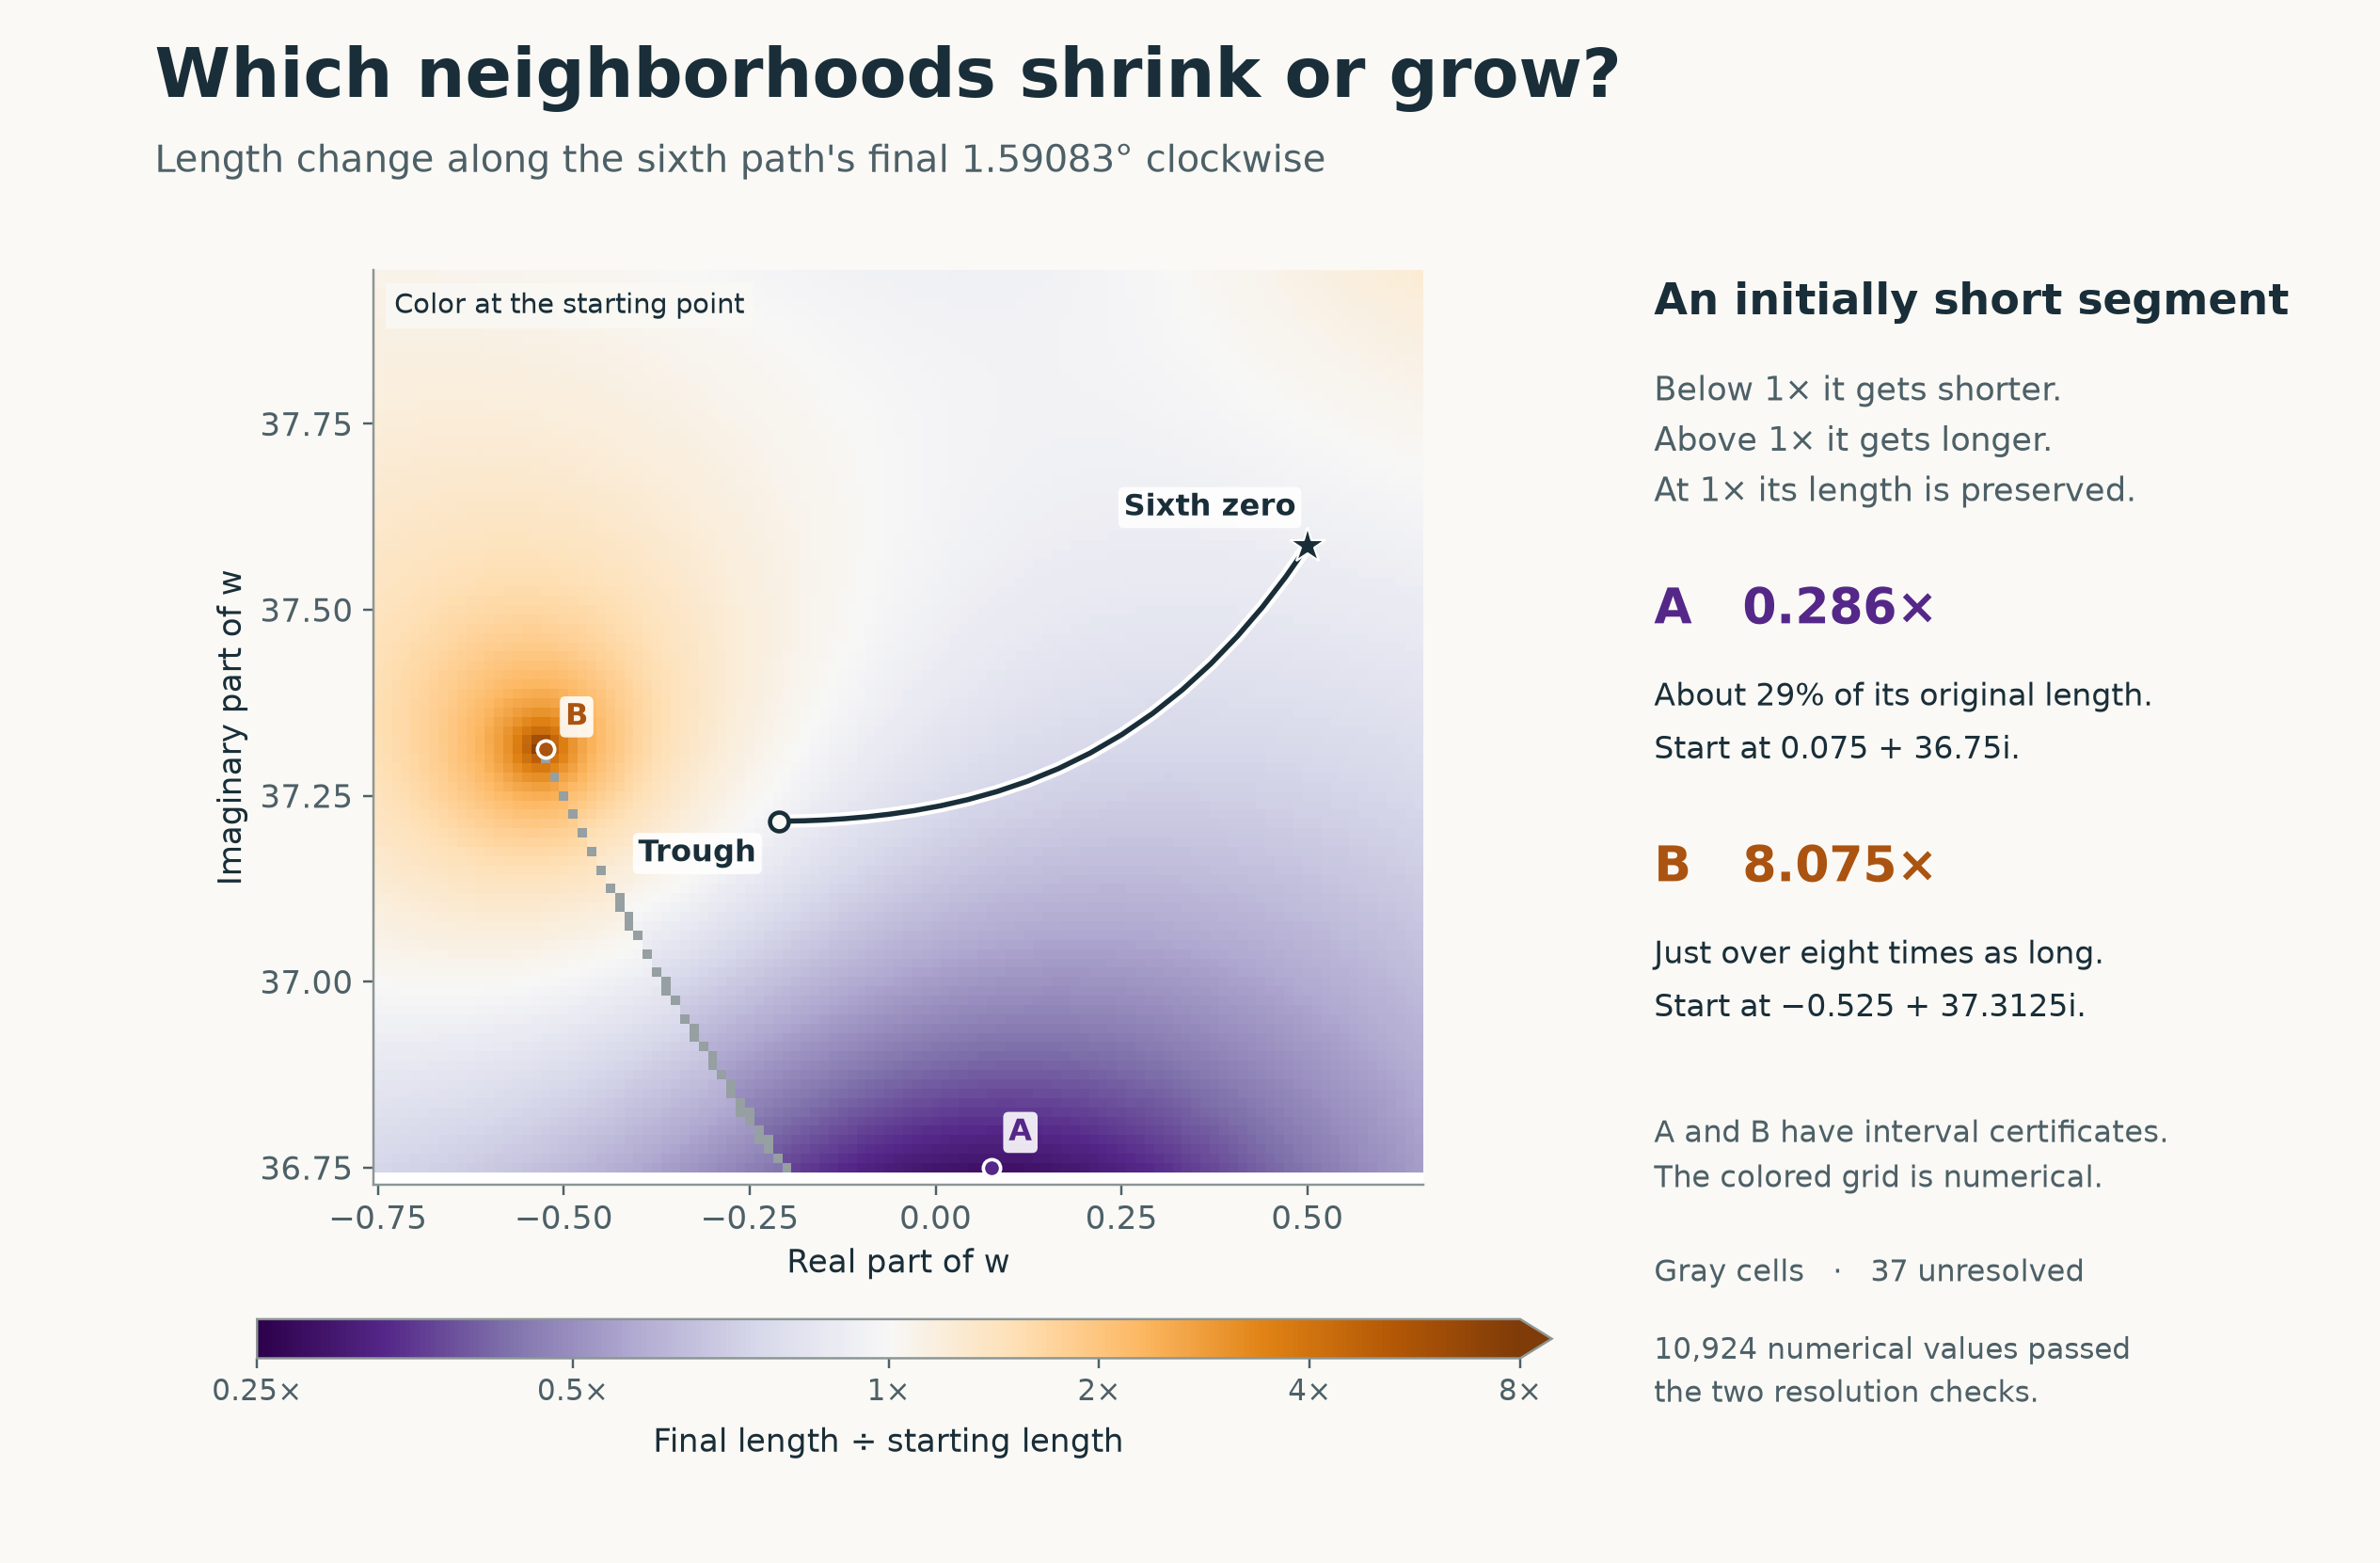 Which neighborhoods shrink or grow?
Length change along the sixth path's final 1.59083° clockwise
Color at the starting point
Sixth zero
B
Trough
A
37.75
37.50
37.25
37.00
36.75
Imaginary part of w
−0.75
−0.50
−0.25
0.00
0.25
0.50
Real part of w
0.25×
0.5×
1×
2×
4×
8×
Final length ÷ starting length
An initially short segment
Below 1× it gets shorter.
Above 1× it gets longer.
At 1× its length is preserved.
A 0.286×
About 29% of its original length.
Start at 0.075 + 36.75i.
B 8.075×
Just over eight times as long.
Start at −0.525 + 37.3125i.
A and B have interval certificates.
The colored grid is numerical.
Gray cells · 37 unresolved
10,924 numerical values passed
the two resolution checks.